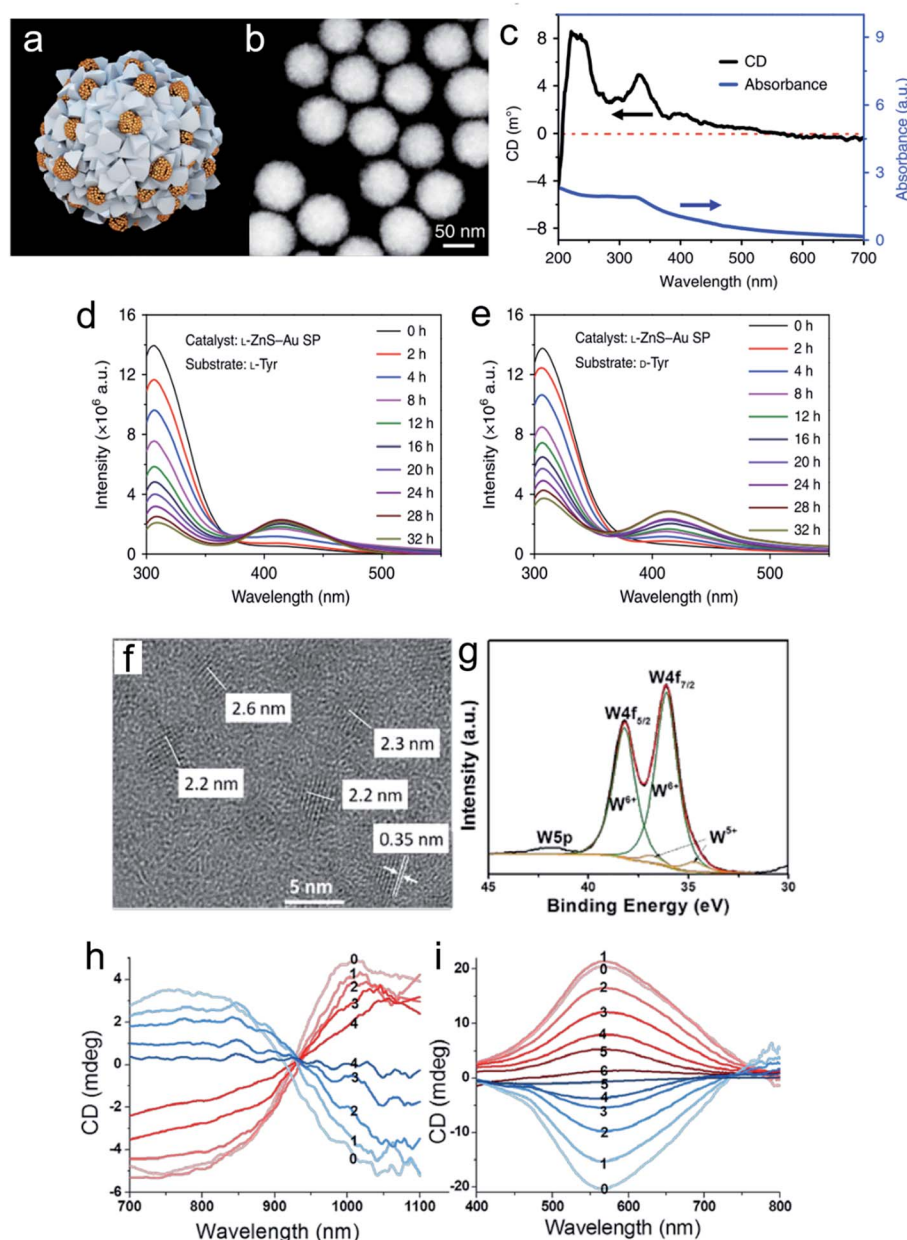 a
b
50 nm
c
CD
Absorbance
CD (m°)
8
4
0
−4
−8
Absorbance (a.u.)
9
6
3
0
200 300 400 500 600 700
Wavelength (nm)
d
Catalyst: L-ZnS–Au SP
Substrate: L-Tyr
0 h
2 h
4 h
8 h
12 h
16 h
20 h
24 h
28 h
32 h
Intensity (×10⁶ a.u.)
16
12
8
4
0
300 400 500
Wavelength (nm)
e
Catalyst: L-ZnS–Au SP
Substrate: D-Tyr
0 h
2 h
4 h
8 h
12 h
16 h
20 h
24 h
28 h
32 h
Intensity (×10⁶ a.u.)
16
12
8
4
0
300 400 500
Wavelength (nm)
f
2.6 nm
2.3 nm
2.2 nm
2.2 nm
0.35 nm
5 nm
g
W4f7/2
W4f5/2
W⁶⁺ W⁶⁺
W5p
W⁵⁺
Intensity (a.u.)
45 40 35 30
Binding Energy (eV)
h
CD (mdeg)
4
2
0
-2
-4
-6
0
1
2
3
4
4
3
2
1
0
700 800 900 1000 1100
Wavelength (nm)
i
CD (mdeg)
20
10
0
-10
-20
1
0
2
3
4
5
6
5
4
3
2
1
0
400 500 600 700 800
Wavelength (nm)